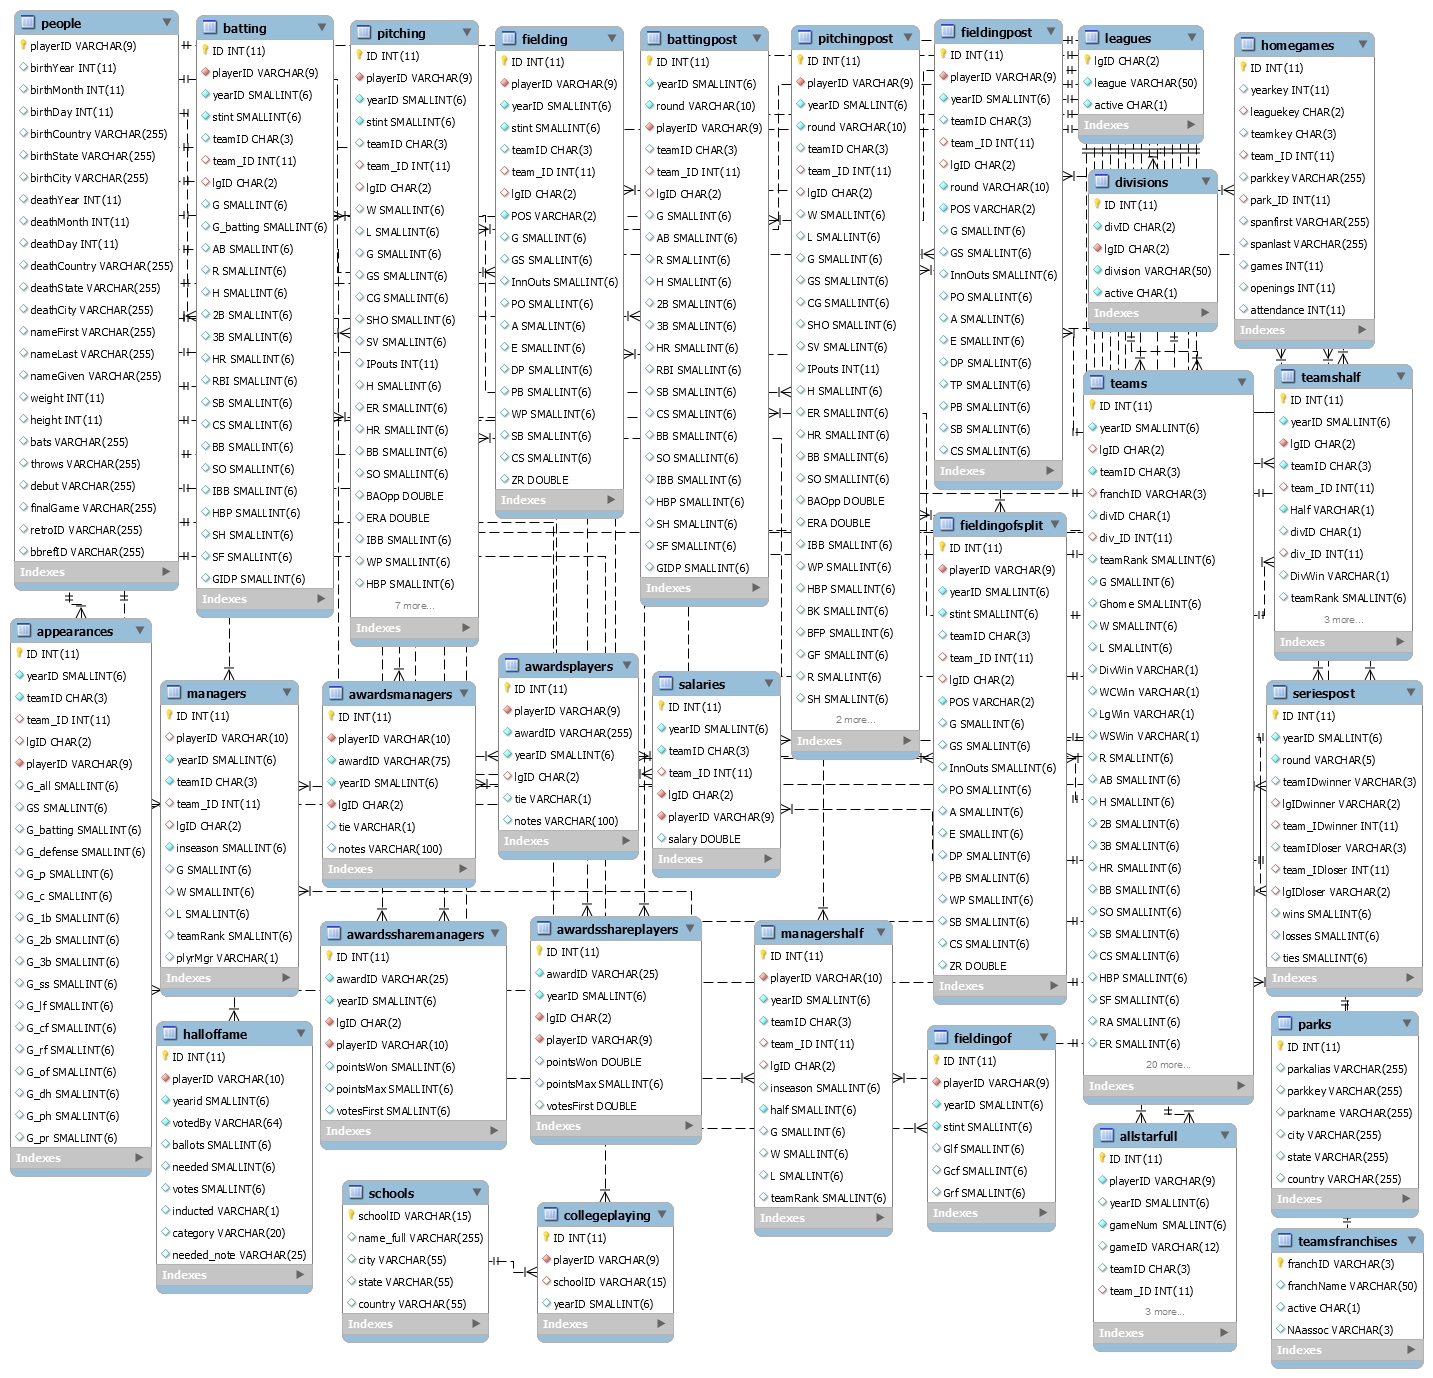 people
playerID VARCHAR(9)
birthYear INT(11)
birthMonth INT(11)
birthDay INT(11)
birthCountry VARCHAR(255)
birthState VARCHAR(255)
birthCity VARCHAR(255)
deathYear INT(11)
deathMonth INT(11)
deathDay INT(11)
deathCountry VARCHAR(255)
deathState VARCHAR(255)
deathCity VARCHAR(255)
nameFirst VARCHAR(255)
nameLast VARCHAR(255)
nameGiven VARCHAR(255)
weight INT(11)
height INT(11)
bats VARCHAR(255)
throws VARCHAR(255)
debut VARCHAR(255)
finalGame VARCHAR(255)
retroID VARCHAR(255)
bbrefID VARCHAR(255)
Indexes
batting
ID INT(11)
playerID VARCHAR(9)
yearID SMALLINT(6)
stint SMALLINT(6)
teamID CHAR(3)
team_ID INT(11)
lgID CHAR(2)
G SMALLINT(6)
G_batting SMALLINT(6)
AB SMALLINT(6)
R SMALLINT(6)
H SMALLINT(6)
2B SMALLINT(6)
3B SMALLINT(6)
HR SMALLINT(6)
RBI SMALLINT(6)
SB SMALLINT(6)
CS SMALLINT(6)
BB SMALLINT(6)
SO SMALLINT(6)
IBB SMALLINT(6)
HBP SMALLINT(6)
SH SMALLINT(6)
SF SMALLINT(6)
GIDP SMALLINT(6)
Indexes
pitching
ID INT(11)
playerID VARCHAR(9)
yearID SMALLINT(6)
stint SMALLINT(6)
teamID CHAR(3)
team_ID INT(11)
lgID CHAR(2)
W SMALLINT(6)
L SMALLINT(6)
G SMALLINT(6)
GS SMALLINT(6)
CG SMALLINT(6)
SHO SMALLINT(6)
SV SMALLINT(6)
IPouts INT(11)
H SMALLINT(6)
ER SMALLINT(6)
HR SMALLINT(6)
BB SMALLINT(6)
SO SMALLINT(6)
BAOpp DOUBLE
ERA DOUBLE
IBB SMALLINT(6)
WP SMALLINT(6)
HBP SMALLINT(6)
7 more...
Indexes
fielding
ID INT(11)
playerID VARCHAR(9)
yearID SMALLINT(6)
stint SMALLINT(6)
teamID CHAR(3)
team_ID INT(11)
lgID CHAR(2)
POS VARCHAR(2)
G SMALLINT(6)
GS SMALLINT(6)
InnOuts SMALLINT(6)
PO SMALLINT(6)
A SMALLINT(6)
E SMALLINT(6)
DP SMALLINT(6)
PB SMALLINT(6)
WP SMALLINT(6)
SB SMALLINT(6)
CS SMALLINT(6)
ZR DOUBLE
Indexes
battingpost
ID INT(11)
yearID SMALLINT(6)
round VARCHAR(10)
playerID VARCHAR(9)
teamID CHAR(3)
team_ID INT(11)
lgID CHAR(2)
G SMALLINT(6)
AB SMALLINT(6)
R SMALLINT(6)
H SMALLINT(6)
2B SMALLINT(6)
3B SMALLINT(6)
HR SMALLINT(6)
RBI SMALLINT(6)
SB SMALLINT(6)
CS SMALLINT(6)
BB SMALLINT(6)
SO SMALLINT(6)
IBB SMALLINT(6)
HBP SMALLINT(6)
SH SMALLINT(6)
SF SMALLINT(6)
GIDP SMALLINT(6)
Indexes
pitchingpost
ID INT(11)
playerID VARCHAR(9)
yearID SMALLINT(6)
round VARCHAR(10)
teamID CHAR(3)
team_ID INT(11)
lgID CHAR(2)
W SMALLINT(6)
L SMALLINT(6)
G SMALLINT(6)
GS SMALLINT(6)
CG SMALLINT(6)
SHO SMALLINT(6)
SV SMALLINT(6)
IPouts INT(11)
H SMALLINT(6)
ER SMALLINT(6)
HR SMALLINT(6)
BB SMALLINT(6)
SO SMALLINT(6)
BAOpp DOUBLE
ERA DOUBLE
IBB SMALLINT(6)
WP SMALLINT(6)
HBP SMALLINT(6)
BK SMALLINT(6)
BFP SMALLINT(6)
GF SMALLINT(6)
R SMALLINT(6)
SH SMALLINT(6)
2 more...
Indexes
fieldingpost
ID INT(11)
playerID VARCHAR(9)
yearID SMALLINT(6)
teamID CHAR(3)
team_ID INT(11)
lgID CHAR(2)
round VARCHAR(10)
POS VARCHAR(2)
G SMALLINT(6)
GS SMALLINT(6)
InnOuts SMALLINT(6)
PO SMALLINT(6)
A SMALLINT(6)
E SMALLINT(6)
DP SMALLINT(6)
TP SMALLINT(6)
PB SMALLINT(6)
SB SMALLINT(6)
CS SMALLINT(6)
Indexes
leagues
lgID CHAR(2)
league VARCHAR(50)
active CHAR(1)
Indexes
divisions
ID INT(11)
divID CHAR(2)
lgID CHAR(2)
division VARCHAR(50)
active CHAR(1)
Indexes
homegames
ID INT(11)
yearkey INT(11)
leaguekey CHAR(2)
teamkey CHAR(3)
team_ID INT(11)
parkkey VARCHAR(255)
park_ID INT(11)
spanfirst VARCHAR(255)
spanlast VARCHAR(255)
games INT(11)
openings INT(11)
attendance INT(11)
Indexes
teams
ID INT(11)
yearID SMALLINT(6)
lgID CHAR(2)
teamID CHAR(3)
franchID VARCHAR(3)
divID CHAR(1)
div_ID INT(11)
teamRank SMALLINT(6)
G SMALLINT(6)
Ghome SMALLINT(6)
W SMALLINT(6)
L SMALLINT(6)
DivWin VARCHAR(1)
WCWin VARCHAR(1)
LgWin VARCHAR(1)
WSWin VARCHAR(1)
R SMALLINT(6)
AB SMALLINT(6)
H SMALLINT(6)
2B SMALLINT(6)
3B SMALLINT(6)
HR SMALLINT(6)
BB SMALLINT(6)
SO SMALLINT(6)
SB SMALLINT(6)
CS SMALLINT(6)
HBP SMALLINT(6)
SF SMALLINT(6)
RA SMALLINT(6)
ER SMALLINT(6)
20 more...
Indexes
teamshalf
ID INT(11)
yearID SMALLINT(6)
lgID CHAR(2)
teamID CHAR(3)
team_ID INT(11)
Half VARCHAR(1)
divID CHAR(1)
div_ID INT(11)
DivWin VARCHAR(1)
teamRank SMALLINT(6)
3 more...
Indexes
fieldingofsplit
ID INT(11)
playerID VARCHAR(9)
yearID SMALLINT(6)
stint SMALLINT(6)
teamID CHAR(3)
team_ID INT(11)
lgID CHAR(2)
POS VARCHAR(2)
G SMALLINT(6)
GS SMALLINT(6)
InnOuts SMALLINT(6)
PO SMALLINT(6)
A SMALLINT(6)
E SMALLINT(6)
DP SMALLINT(6)
PB SMALLINT(6)
WP SMALLINT(6)
SB SMALLINT(6)
CS SMALLINT(6)
ZR DOUBLE
Indexes
appearances
ID INT(11)
yearID SMALLINT(6)
teamID CHAR(3)
team_ID INT(11)
lgID CHAR(2)
playerID VARCHAR(9)
G_all SMALLINT(6)
GS SMALLINT(6)
G_batting SMALLINT(6)
G_defense SMALLINT(6)
G_p SMALLINT(6)
G_c SMALLINT(6)
G_1b SMALLINT(6)
G_2b SMALLINT(6)
G_3b SMALLINT(6)
G_ss SMALLINT(6)
G_lf SMALLINT(6)
G_cf SMALLINT(6)
G_rf SMALLINT(6)
G_of SMALLINT(6)
G_dh SMALLINT(6)
G_ph SMALLINT(6)
G_pr SMALLINT(6)
Indexes
managers
ID INT(11)
playerID VARCHAR(10)
yearID SMALLINT(6)
teamID CHAR(3)
team_ID INT(11)
lgID CHAR(2)
inseason SMALLINT(6)
G SMALLINT(6)
W SMALLINT(6)
L SMALLINT(6)
teamRank SMALLINT(6)
plyrMgr VARCHAR(1)
Indexes
awardsmanagers
ID INT(11)
playerID VARCHAR(10)
awardID VARCHAR(75)
yearID SMALLINT(6)
lgID CHAR(2)
tie VARCHAR(1)
notes VARCHAR(100)
Indexes
awardsplayers
ID INT(11)
playerID VARCHAR(9)
awardID VARCHAR(255)
yearID SMALLINT(6)
lgID CHAR(2)
tie VARCHAR(1)
notes VARCHAR(100)
Indexes
salaries
ID INT(11)
yearID SMALLINT(6)
teamID CHAR(3)
team_ID INT(11)
lgID CHAR(2)
playerID VARCHAR(9)
salary DOUBLE
Indexes
seriespost
ID INT(11)
yearID SMALLINT(6)
round VARCHAR(5)
teamIDwinner VARCHAR(3)
lgIDwinner VARCHAR(2)
team_IDwinner INT(11)
teamIDloser VARCHAR(3)
team_IDloser INT(11)
lgIDloser VARCHAR(2)
wins SMALLINT(6)
losses SMALLINT(6)
ties SMALLINT(6)
Indexes
halloffame
ID INT(11)
playerID VARCHAR(10)
yearid SMALLINT(6)
votedBy VARCHAR(64)
ballots SMALLINT(6)
needed SMALLINT(6)
votes SMALLINT(6)
inducted VARCHAR(1)
category VARCHAR(20)
needed_note VARCHAR(25)
Indexes
awardssharemanagers
ID INT(11)
awardID VARCHAR(25)
yearID SMALLINT(6)
lgID CHAR(2)
playerID VARCHAR(10)
pointsWon SMALLINT(6)
pointsMax SMALLINT(6)
votesFirst SMALLINT(6)
Indexes
awardsshareplayers
ID INT(11)
awardID VARCHAR(25)
yearID SMALLINT(6)
lgID CHAR(2)
playerID VARCHAR(9)
pointsWon DOUBLE
pointsMax SMALLINT(6)
votesFirst DOUBLE
Indexes
managershalf
ID INT(11)
playerID VARCHAR(10)
yearID SMALLINT(6)
teamID CHAR(3)
team_ID INT(11)
lgID CHAR(2)
inseason SMALLINT(6)
half SMALLINT(6)
G SMALLINT(6)
W SMALLINT(6)
L SMALLINT(6)
teamRank SMALLINT(6)
Indexes
fieldingof
ID INT(11)
playerID VARCHAR(9)
yearID SMALLINT(6)
stint SMALLINT(6)
Glf SMALLINT(6)
Gcf SMALLINT(6)
Grf SMALLINT(6)
Indexes
parks
ID INT(11)
parkalias VARCHAR(255)
parkkey VARCHAR(255)
parkname VARCHAR(255)
city VARCHAR(255)
state VARCHAR(255)
country VARCHAR(255)
Indexes
allstarfull
ID INT(11)
playerID VARCHAR(9)
yearID SMALLINT(6)
gameNum SMALLINT(6)
gameID VARCHAR(12)
teamID CHAR(3)
team_ID INT(11)
3 more...
Indexes
schools
schoolID VARCHAR(15)
name_full VARCHAR(255)
city VARCHAR(55)
state VARCHAR(55)
country VARCHAR(55)
Indexes
collegeplaying
ID INT(11)
playerID VARCHAR(9)
schoolID VARCHAR(15)
yearID SMALLINT(6)
Indexes
teamsfranchises
franchID VARCHAR(3)
franchName VARCHAR(50)
active CHAR(1)
NAassoc VARCHAR(3)
Indexes